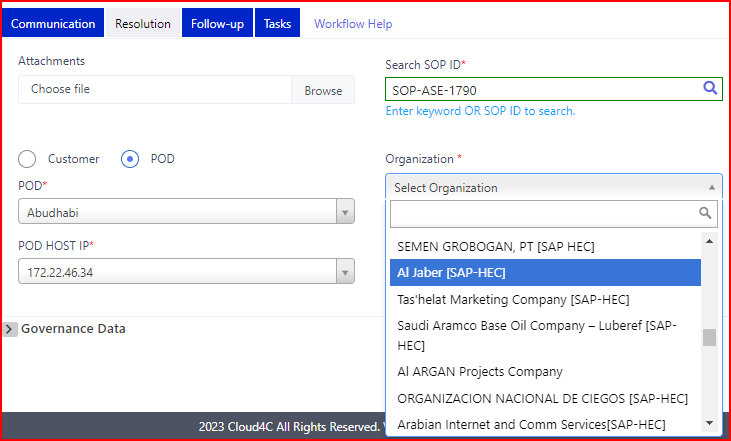 Communication
Resolution
Follow-up
Tasks
Workflow Help
Attachments
Choose file
Browse
Search SOP ID*
SOP-ASE-1790
Enter keyword OR SOP ID to search.
Customer
POD
POD*
Abudhabi
POD HOST IP*
172.22.46.34
Organization *
Select Organization
SEMEN GROBOGAN, PT [SAP HEC]
Al Jaber [SAP-HEC]
Tas'helat Marketing Company [SAP-HEC]
Saudi Aramco Base Oil Company – Luberef [SAP-
HEC]
Al ARGAN Projects Company
ORGANIZACION NACIONAL DE CIEGOS [SAP-HEC]
Arabian Internet and Comm Services[SAP-HEC]
Governance Data
2023 Cloud4C All Rights Reserved.